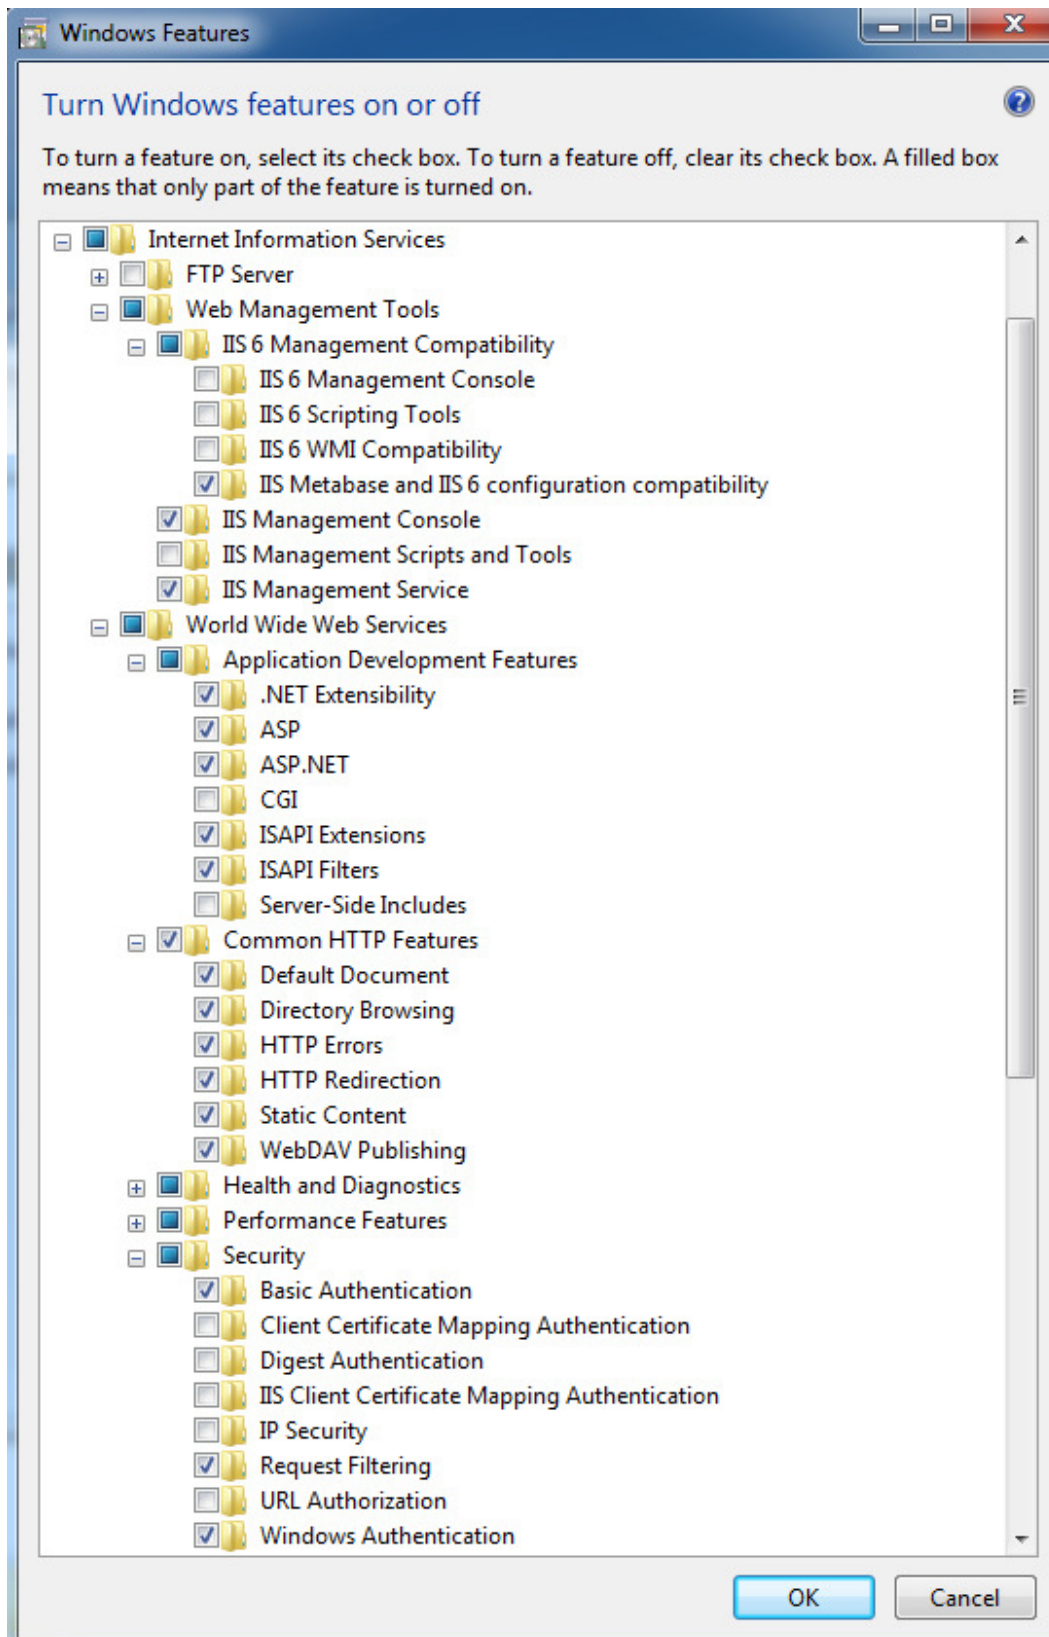 Windows Features
Turn Windows features on or off
To turn a feature on, select its check box. To turn a feature off, clear its check box. A filled box
means that only part of the feature is turned on.
Internet Information Services
FTP Server
Web Management Tools
IIS 6 Management Compatibility
IIS 6 Management Console
IIS 6 Scripting Tools
IIS 6 WMI Compatibility
IIS Metabase and IIS 6 configuration compatibility
IIS Management Console
IIS Management Scripts and Tools
IIS Management Service
World Wide Web Services
Application Development Features
.NET Extensibility
ASP
ASP.NET
CGI
ISAPI Extensions
ISAPI Filters
Server-Side Includes
Common HTTP Features
Default Document
Directory Browsing
HTTP Errors
HTTP Redirection
Static Content
WebDAV Publishing
Health and Diagnostics
Performance Features
Security
Basic Authentication
Client Certificate Mapping Authentication
Digest Authentication
IIS Client Certificate Mapping Authentication
IP Security
Request Filtering
URL Authorization
Windows Authentication
OK Cancel